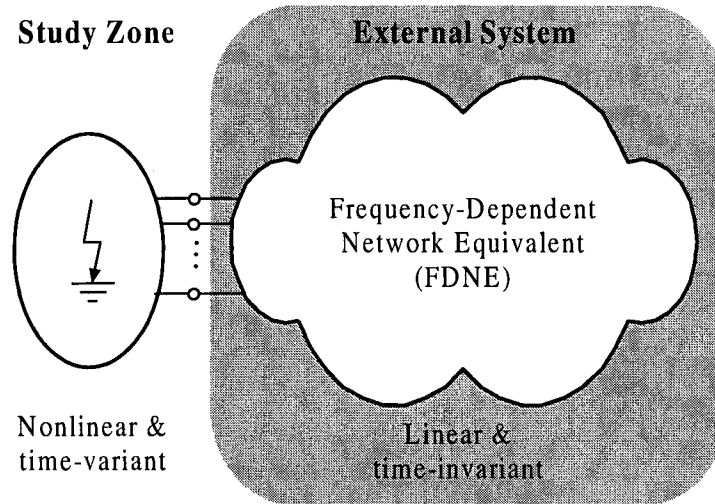 Study Zone
External System
Frequency-Dependent
Network Equivalent
(FDNE)
Nonlinear &
time-variant
Linear &
time-invariant